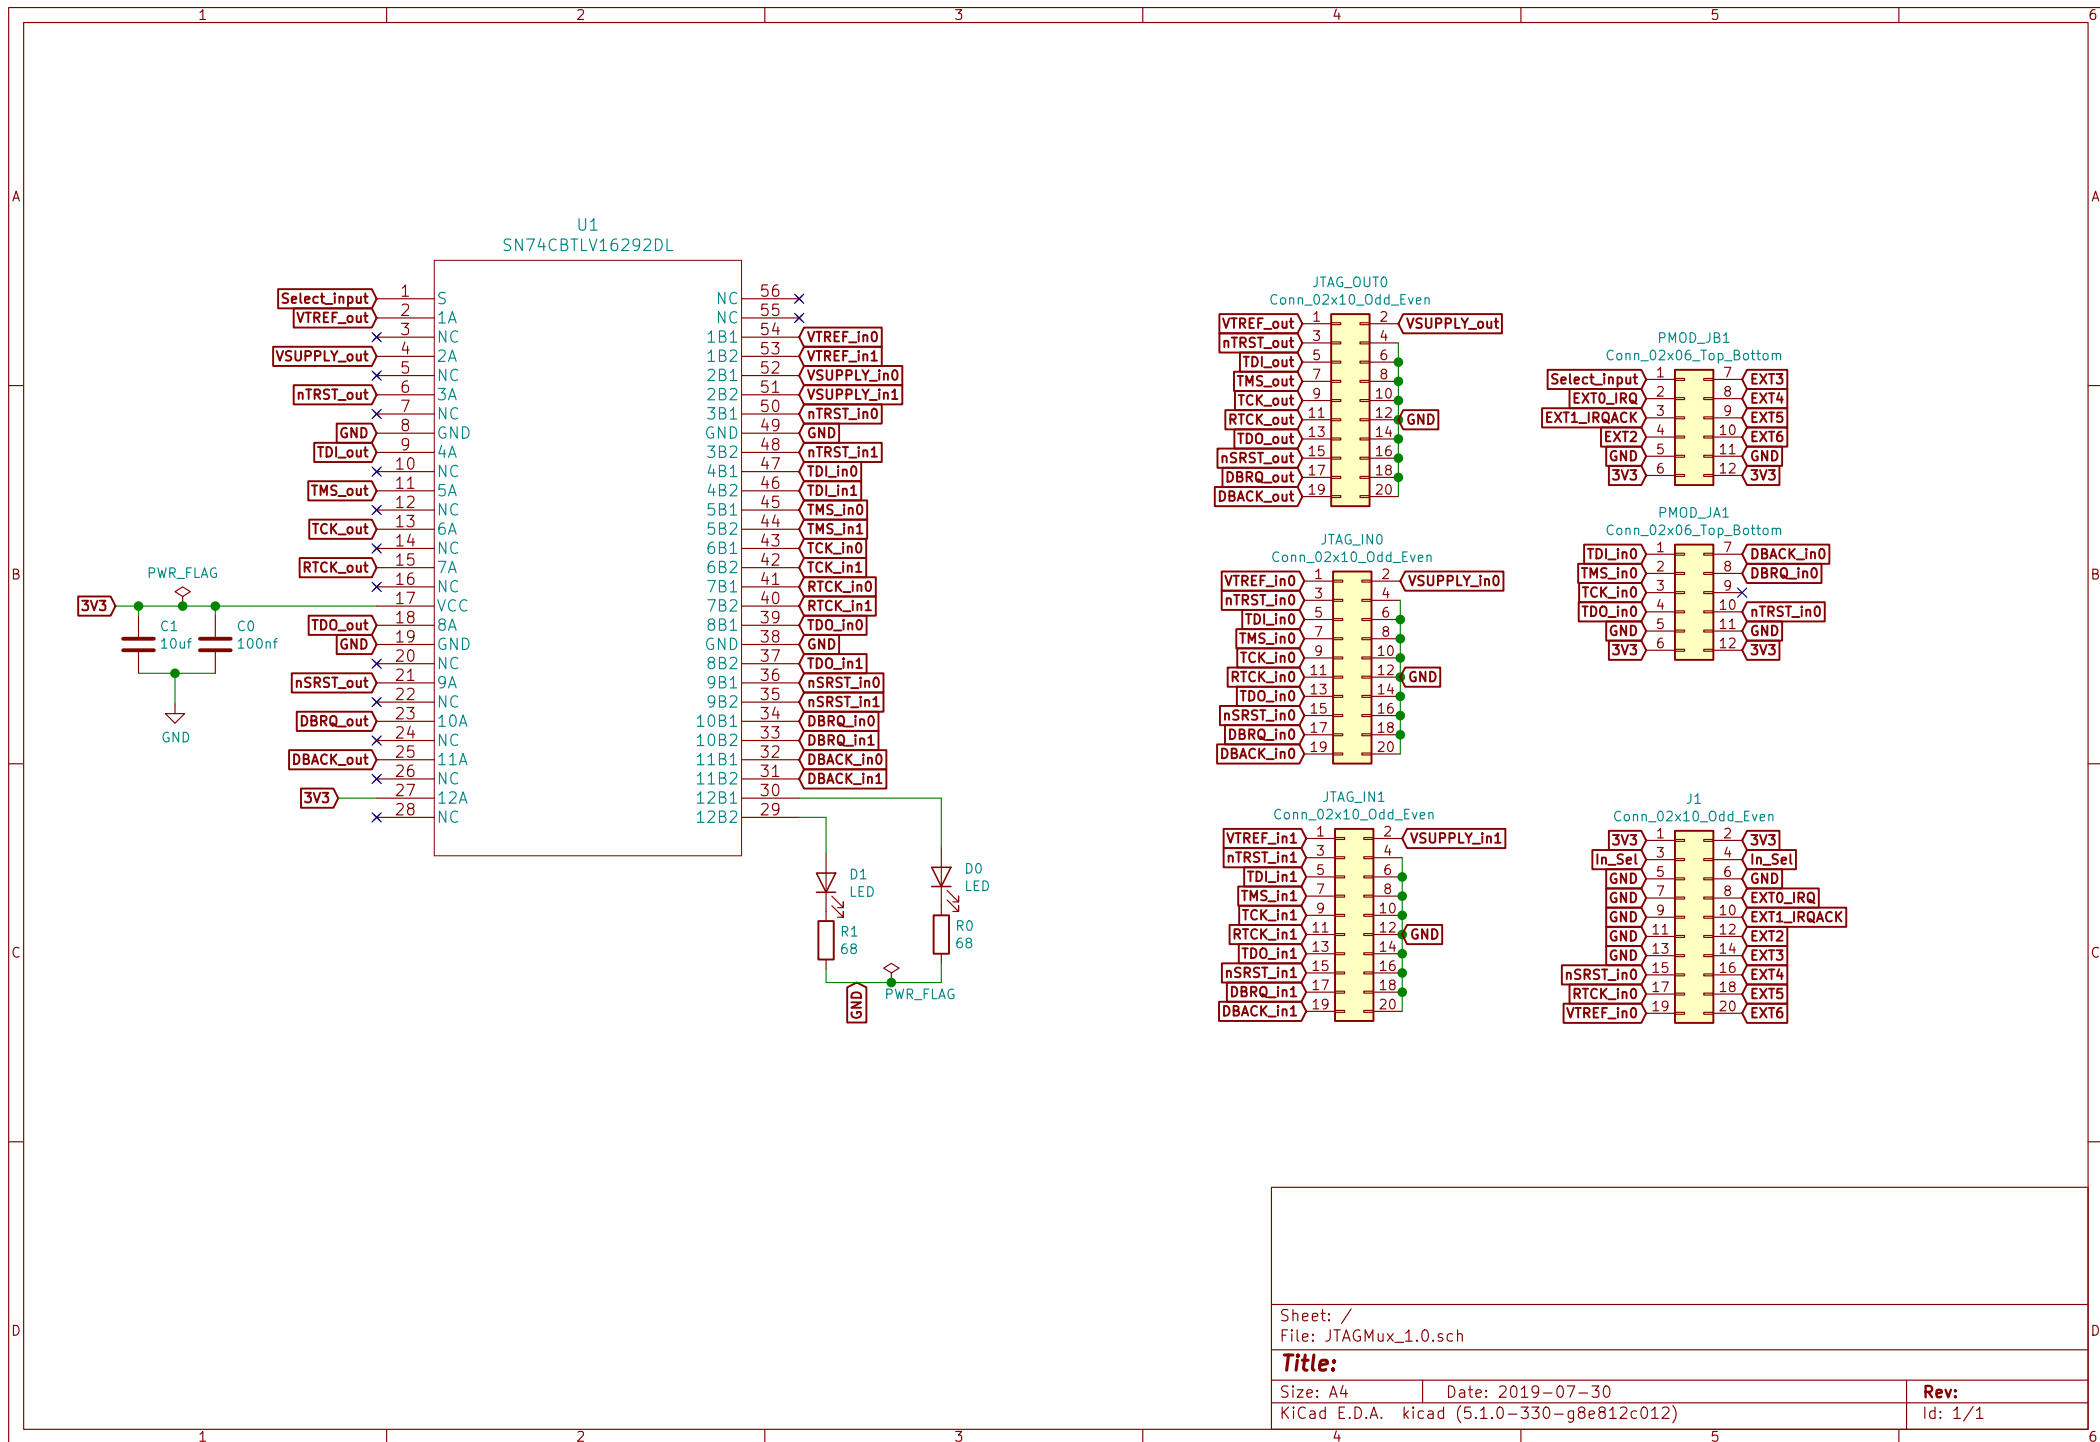 1 2 3 4 5 6
A A
B B
C C
D D
U1
SN74CBTLV16292DL
Select_input 1 S
VTREF_out 2 1A
3 NC
VSUPPLY_out 4 2A
5 NC
nTRST_out 6 3A
7 NC
GND 8 GND
TDI_out 9 4A
10 NC
TMS_out 11 5A
12 NC
TCK_out 13 6A
14 NC
RTCK_out 15 7A
16 NC
17 VCC
TDO_out 18 8A
GND 19 GND
20 NC
nSRST_out 21 9A
22 NC
DBRQ_out 23 10A
24 NC
DBACK_out 25 11A
26 NC
3V3 27 12A
28 NC
NC 56
NC 55
1B1 54 VTREF_in0
1B2 53 VTREF_in1
2B1 52 VSUPPLY_in0
2B2 51 VSUPPLY_in1
3B1 50 nTRST_in0
GND 49 GND
3B2 48 nTRST_in1
4B1 47 TDI_in0
4B2 46 TDI_in1
5B1 45 TMS_in0
5B2 44 TMS_in1
6B1 43 TCK_in0
6B2 42 TCK_in1
7B1 41 RTCK_in0
7B2 40 RTCK_in1
8B1 39 TDO_in0
GND 38 GND
8B2 37 TDO_in1
9B1 36 nSRST_in0
9B2 35 nSRST_in1
10B1 34 DBRQ_in0
10B2 33 DBRQ_in1
11B1 32 DBACK_in0
11B2 31 DBACK_in1
12B1 30
12B2 29
PWR_FLAG
3V3
C1
10uf
C0
100nf
GND
D1
LED
D0
LED
R1
68
R0
68
PWR_FLAG
GND
JTAG_OUT0
Conn_02x10_Odd_Even
VTREF_out 1 2 VSUPPLY_out
nTRST_out 3 4
TDI_out 5 6
TMS_out 7 8
TCK_out 9 10
RTCK_out 11 12 GND
TDO_out 13 14
nSRST_out 15 16
DBRQ_out 17 18
DBACK_out 19 20
JTAG_IN0
Conn_02x10_Odd_Even
VTREF_in0 1 2 VSUPPLY_in0
nTRST_in0 3 4
TDI_in0 5 6
TMS_in0 7 8
TCK_in0 9 10
RTCK_in0 11 12 GND
TDO_in0 13 14
nSRST_in0 15 16
DBRQ_in0 17 18
DBACK_in0 19 20
JTAG_IN1
Conn_02x10_Odd_Even
VTREF_in1 1 2 VSUPPLY_in1
nTRST_in1 3 4
TDI_in1 5 6
TMS_in1 7 8
TCK_in1 9 10
RTCK_in1 11 12 GND
TDO_in1 13 14
nSRST_in1 15 16
DBRQ_in1 17 18
DBACK_in1 19 20
PMOD_JB1
Conn_02x06_Top_Bottom
Select_input 1 7 EXT3
EXT0_IRQ 2 8 EXT4
EXT1_IRQACK 3 9 EXT5
EXT2 4 10 EXT6
GND 5 11 GND
3V3 6 12 3V3
PMOD_JA1
Conn_02x06_Top_Bottom
TDI_in0 1 7 DBACK_in0
TMS_in0 2 8 DBRQ_in0
TCK_in0 3 9
TDO_in0 4 10 nTRST_in0
GND 5 11 GND
3V3 6 12 3V3
J1
Conn_02x10_Odd_Even
3V3 1 2 3V3
In_Sel 3 4 In_Sel
GND 5 6 GND
GND 7 8 EXT0_IRQ
GND 9 10 EXT1_IRQACK
GND 11 12 EXT2
GND 13 14 EXT3
nSRST_in0 15 16 EXT4
RTCK_in0 17 18 EXT5
VTREF_in0 19 20 EXT6
Sheet: /
File: JTAGMux_1.0.sch
Title:
Size: A4 Date: 2019-07-30 Rev:
KiCad E.D.A. kicad (5.1.0-330-g8e812c012) Id: 1/1
1 2 3 4 5 6